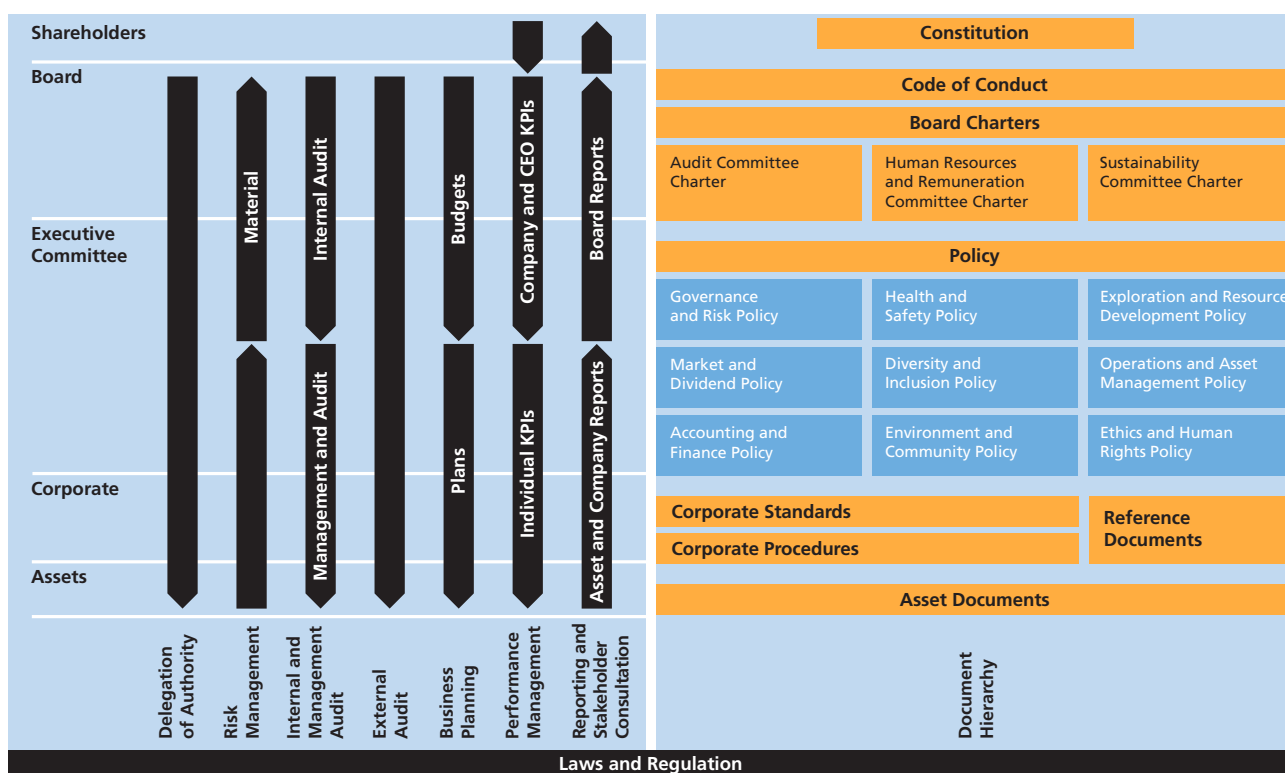 Shareholders
Board
Executive
Committee
Corporate
Assets
Material
Internal Audit
Management and Audit
Budgets
Plans
Company and CEO KPIs
Individual KPIs
Board Reports
Asset and Company Reports
Delegation
of Authority
Risk
Management
Internal and
Management
Audit
External
Audit
Business
Planning
Performance
Management
Reporting and
Stakeholder
Consultation
Constitution
Code of Conduct
Board Charters
Audit Committee
Charter
Human Resources
and Remuneration
Committee Charter
Sustainability
Committee Charter
Policy
Governance
and Risk Policy
Health and
Safety Policy
Exploration and Resource
Development Policy
Market and
Dividend Policy
Diversity and
Inclusion Policy
Operations and Asset
Management Policy
Accounting and
Finance Policy
Environment and
Community Policy
Ethics and Human
Rights Policy
Corporate Standards
Corporate Procedures
Reference
Documents
Asset Documents
Document
Hierarchy
Laws and Regulation